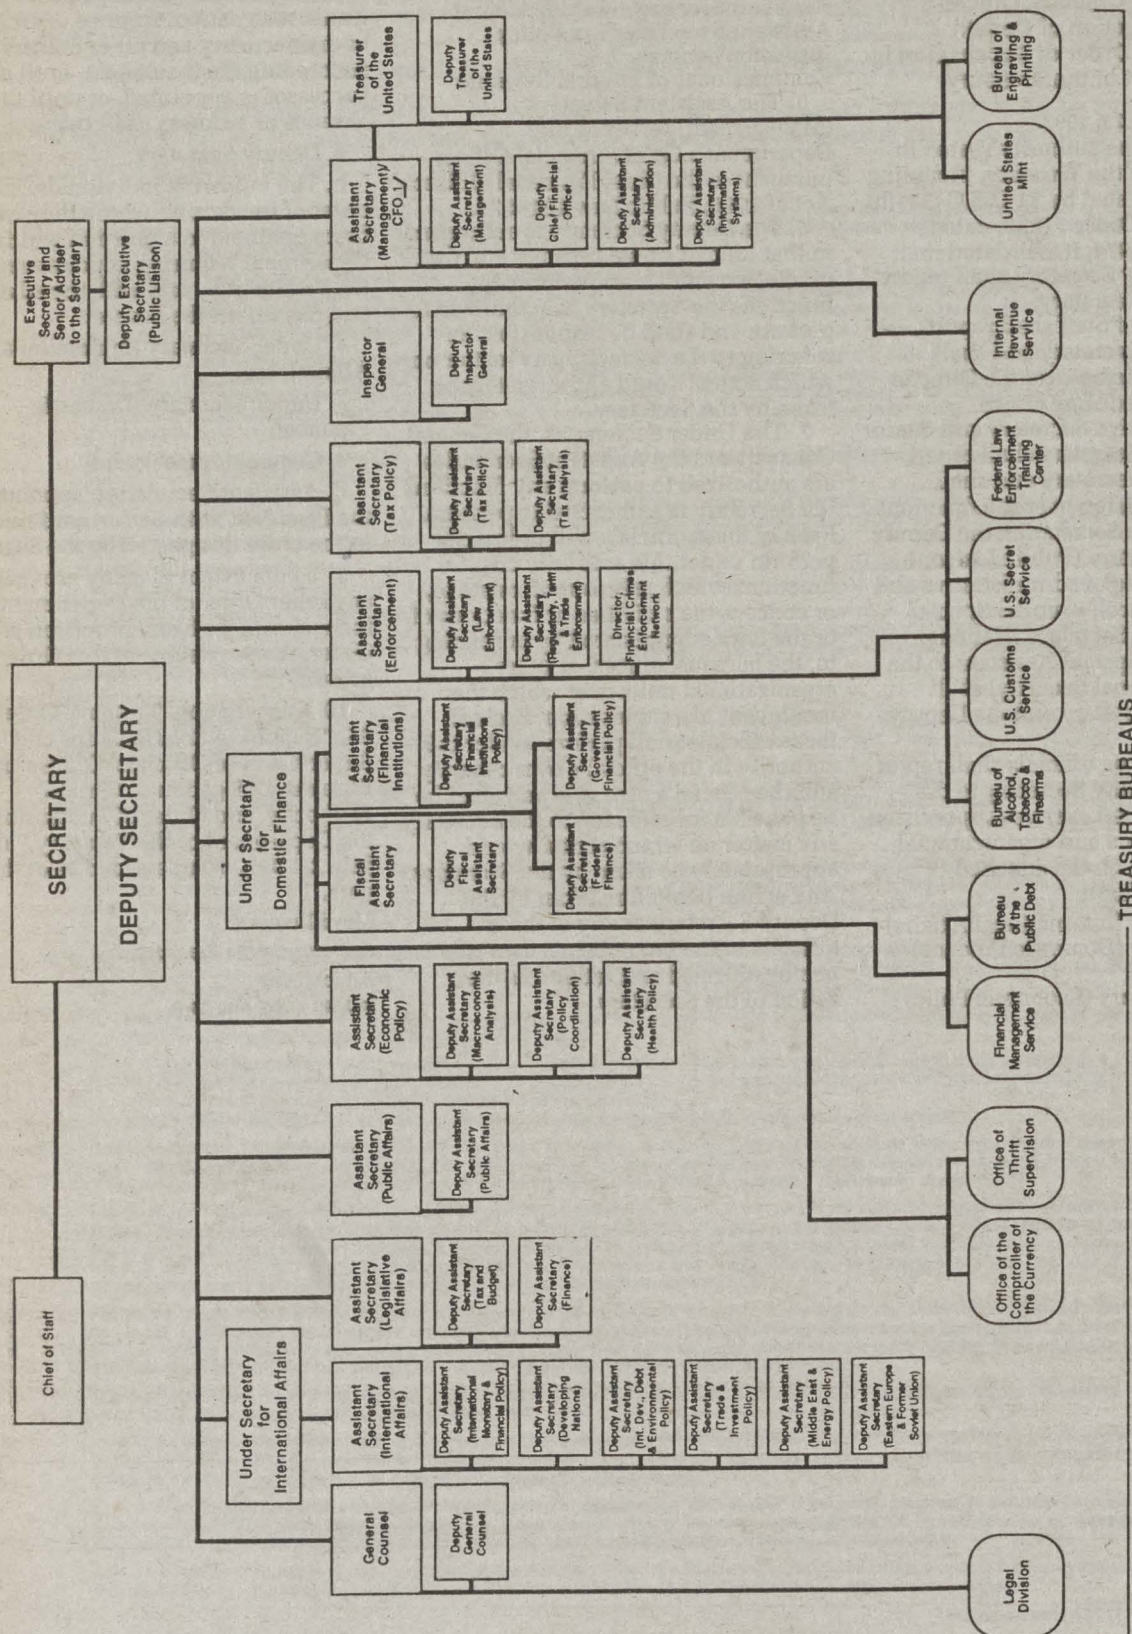 SECRETARY
DEPUTY SECRETARY
Chief of Staff
Executive
Secretary and
Senior Adviser
to the Secretary
Deputy Executive
Secretary
(Public Liaison)
General
Counsel
Deputy
General
Counsel
Under Secretary
for
International Affairs
Assistant
Secretary
(International
Affairs)
Deputy Assistant
Secretary
(International
Monetary &
Financial Policy)
Deputy Assistant
Secretary
(Developing
Nations)
Deputy Assistant
Secretary
(Int. Dev., Debt
& Environmental
Policy)
Deputy Assistant
Secretary
(Trade &
Investment
Policy)
Deputy Assistant
Secretary
(Middle East &
Energy Policy)
Deputy Assistant
Secretary
(Eastern Europe
& Former
Soviet Union)
Assistant
Secretary
(Legislative
Affairs)
Deputy Assistant
Secretary
(Tax and
Budget)
Deputy Assistant
Secretary
(Finance)
Assistant
Secretary
(Public Affairs)
Deputy Assistant
Secretary
(Public Affairs)
Assistant
Secretary
(Economic
Policy)
Deputy Assistant
Secretary
(Macroeconomic
Analysis)
Deputy Assistant
Secretary
(Policy
Coordination)
Deputy Assistant
Secretary
(Health Policy)
Under Secretary
for
Domestic Finance
Fiscal
Assistant
Secretary
Deputy
Fiscal
Assistant
Secretary
Assistant
Secretary
(Financial
Institutions)
Deputy Assistant
Secretary
(Financial
Institutions
Policy)
Deputy Assistant
Secretary
(Federal
Finance)
Deputy Assistant
Secretary
(Government
Financial Policy)
Assistant
Secretary
(Enforcement)
Deputy Assistant
Secretary
(Law
Enforcement)
Deputy Assistant
Secretary
(Regulatory, Tariff
& Trade
Enforcement)
Director,
Financial Crimes
Enforcement
Network
Assistant
Secretary
(Tax Policy)
Deputy Assistant
Secretary
(Tax Policy)
Deputy Assistant
Secretary
(Tax Analysis)
Inspector
General
Deputy
Inspector
General
Assistant
Secretary
(Management)/
CFO 1/
Deputy Assistant
Secretary
(Management)
Deputy
Chief Financial
Officer
Deputy Assistant
Secretary
(Administration)
Deputy Assistant
Secretary
(Information
Systems)
Treasurer
of the
United States
Deputy
Treasurer
of the
United States
Legal
Division
Office of the
Comptroller of
the Currency
Office of
Thrift
Supervision
Financial
Management
Service
Bureau
of the
Public Debt
Bureau of
Alcohol,
Tobacco &
Firearms
U.S. Customs
Service
U.S. Secret
Service
Federal Law
Enforcement
Training
Center
Internal
Revenue
Service
United States
Mint
Bureau of
Engraving &
Printing
TREASURY BUREAUS